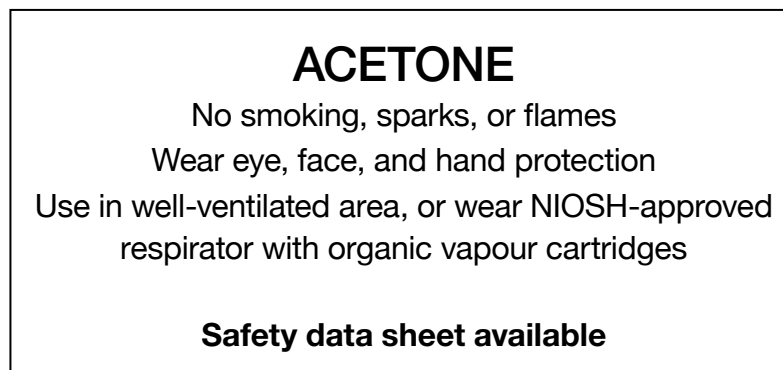 ACETONE
No smoking, sparks, or flames
Wear eye, face, and hand protection
Use in well-ventilated area, or wear NIOSH-approved
respirator with organic vapour cartridges
Safety data sheet available